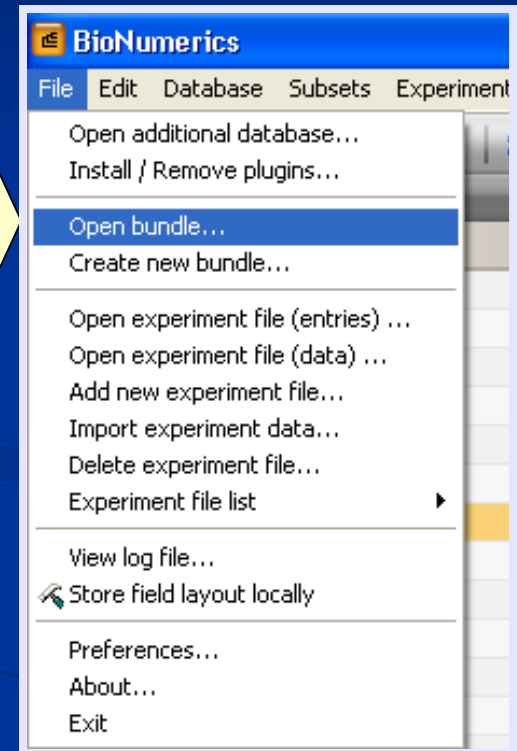 BioNumerics
File Edit Database Subsets Experiment
Open additional database...
Install / Remove plugins...
Open bundle...
Create new bundle...
Open experiment file (entries) ...
Open experiment file (data) ...
Add new experiment file...
Import experiment data...
Delete experiment file...
Experiment file list
View log file...
Store field layout locally
Preferences...
About...
Exit